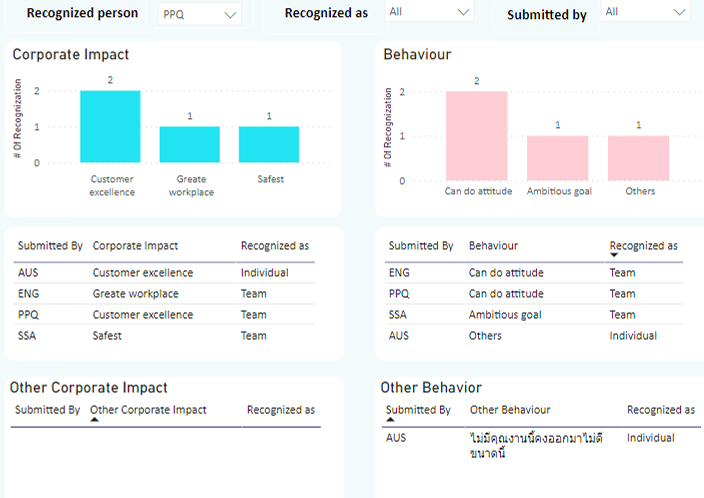 Recognized person PPQ Recognized as All Submitted by All
Corporate Impact
# Of Recognization
2
1
0
2
1
1
Customer excellence
Greate workplace
Safest
Behaviour
# Of Recognization
2
1
0
2
1
1
Can do attitude
Ambitious goal
Others
Submitted By Corporate Impact Recognized as
AUS Customer excellence Individual
ENG Greate workplace Team
PPQ Customer excellence Team
SSA Safest Team
Submitted By Behaviour Recognized as
ENG Can do attitude Team
PPQ Can do attitude Team
SSA Ambitious goal Team
AUS Others Individual
Other Corporate Impact
Submitted By Other Corporate Impact Recognized as
Other Behavior
Submitted By Other Behaviour Recognized as
AUS ไม่มีคุณงานนี้คงออกมาไม่ดี Individual
ขนาดนี้